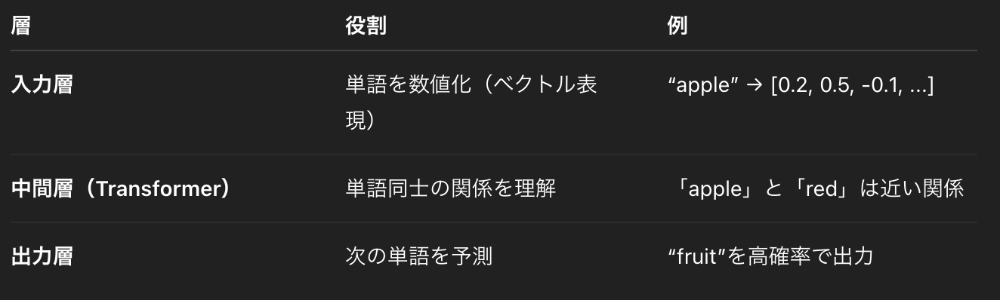 層 役割 例
入力層 単語を数値化（ベクトル表 “apple” → [0.2, 0.5, -0.1, ...]
現）
中間層（Transformer） 単語同士の関係を理解 「apple」と「red」は近い関係
出力層 次の単語を予測 “fruit”を高確率で出力